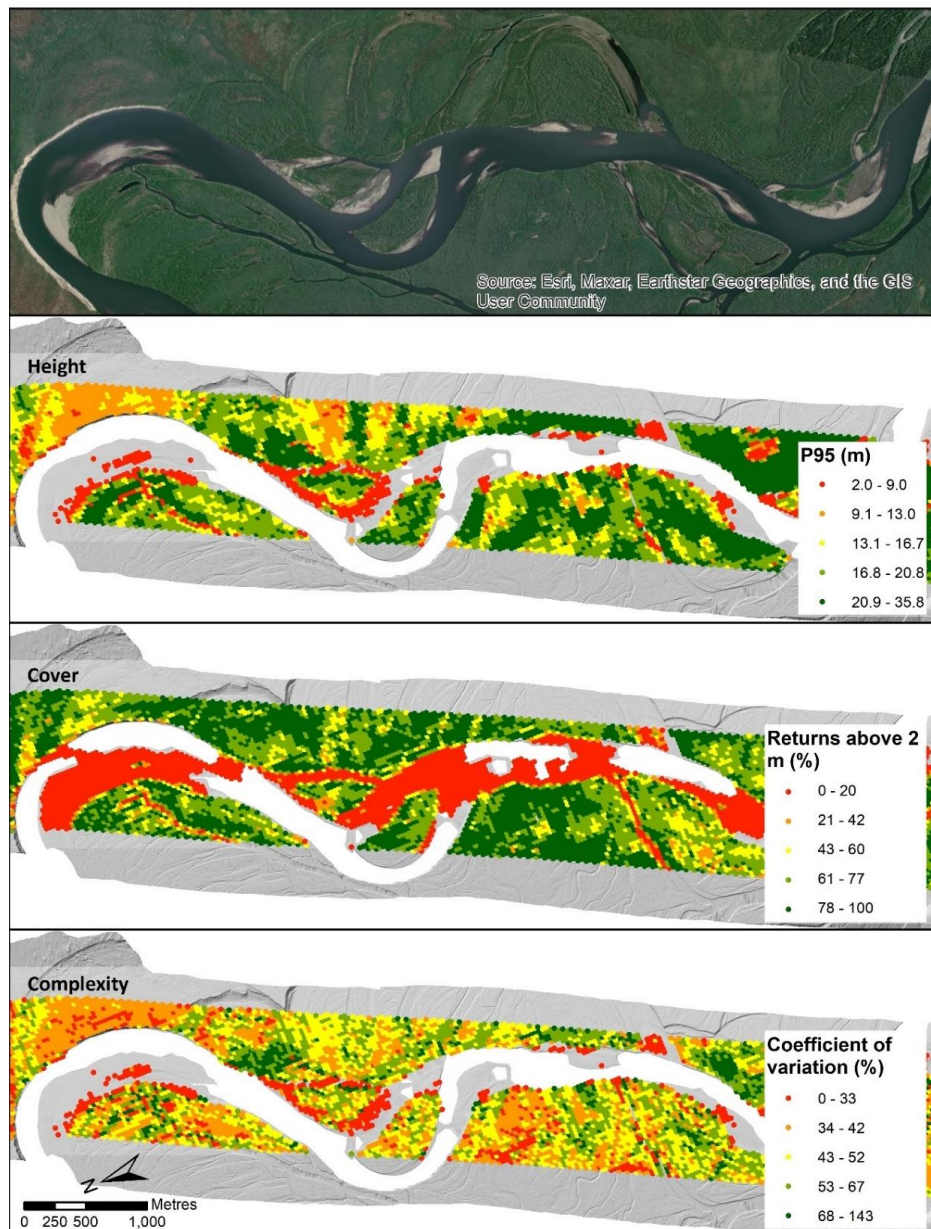 Source: Esri, Maxar, Earthstar Geographics, and the GIS
User Community
Height
P95 (m)
2.0 - 9.0
9.1 - 13.0
13.1 - 16.7
16.8 - 20.8
20.9 - 35.8
Cover
Returns above 2
m (%)
0 - 20
21 - 42
43 - 60
61 - 77
78 - 100
Complexity
Coefficient of
variation (%)
0 - 33
34 - 42
43 - 52
53 - 67
68 - 143
N
Metres
0 250 500 1,000